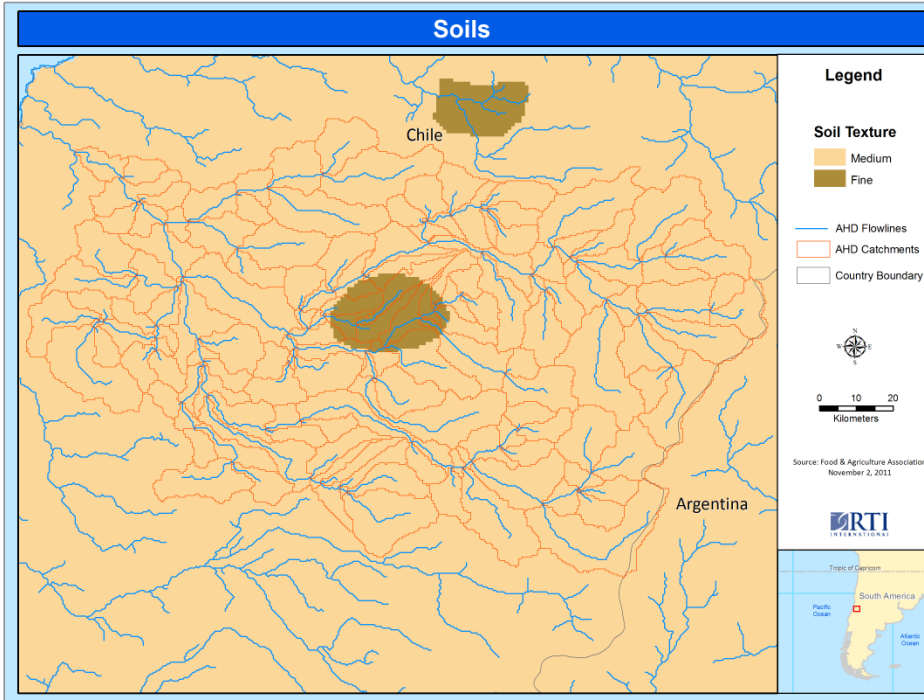 Soils
Chile
Argentina
Legend
Soil Texture
Medium
Fine
AHD Flowlines
AHD Catchments
Country Boundary
N
W E
S
0 10 20
Kilometers
Source: Food & Agriculture Association
November 2, 2011
RTI
INTERNATIONAL
Tropic of Capricorn
South America
Pacific
Ocean
Atlantic
Ocean